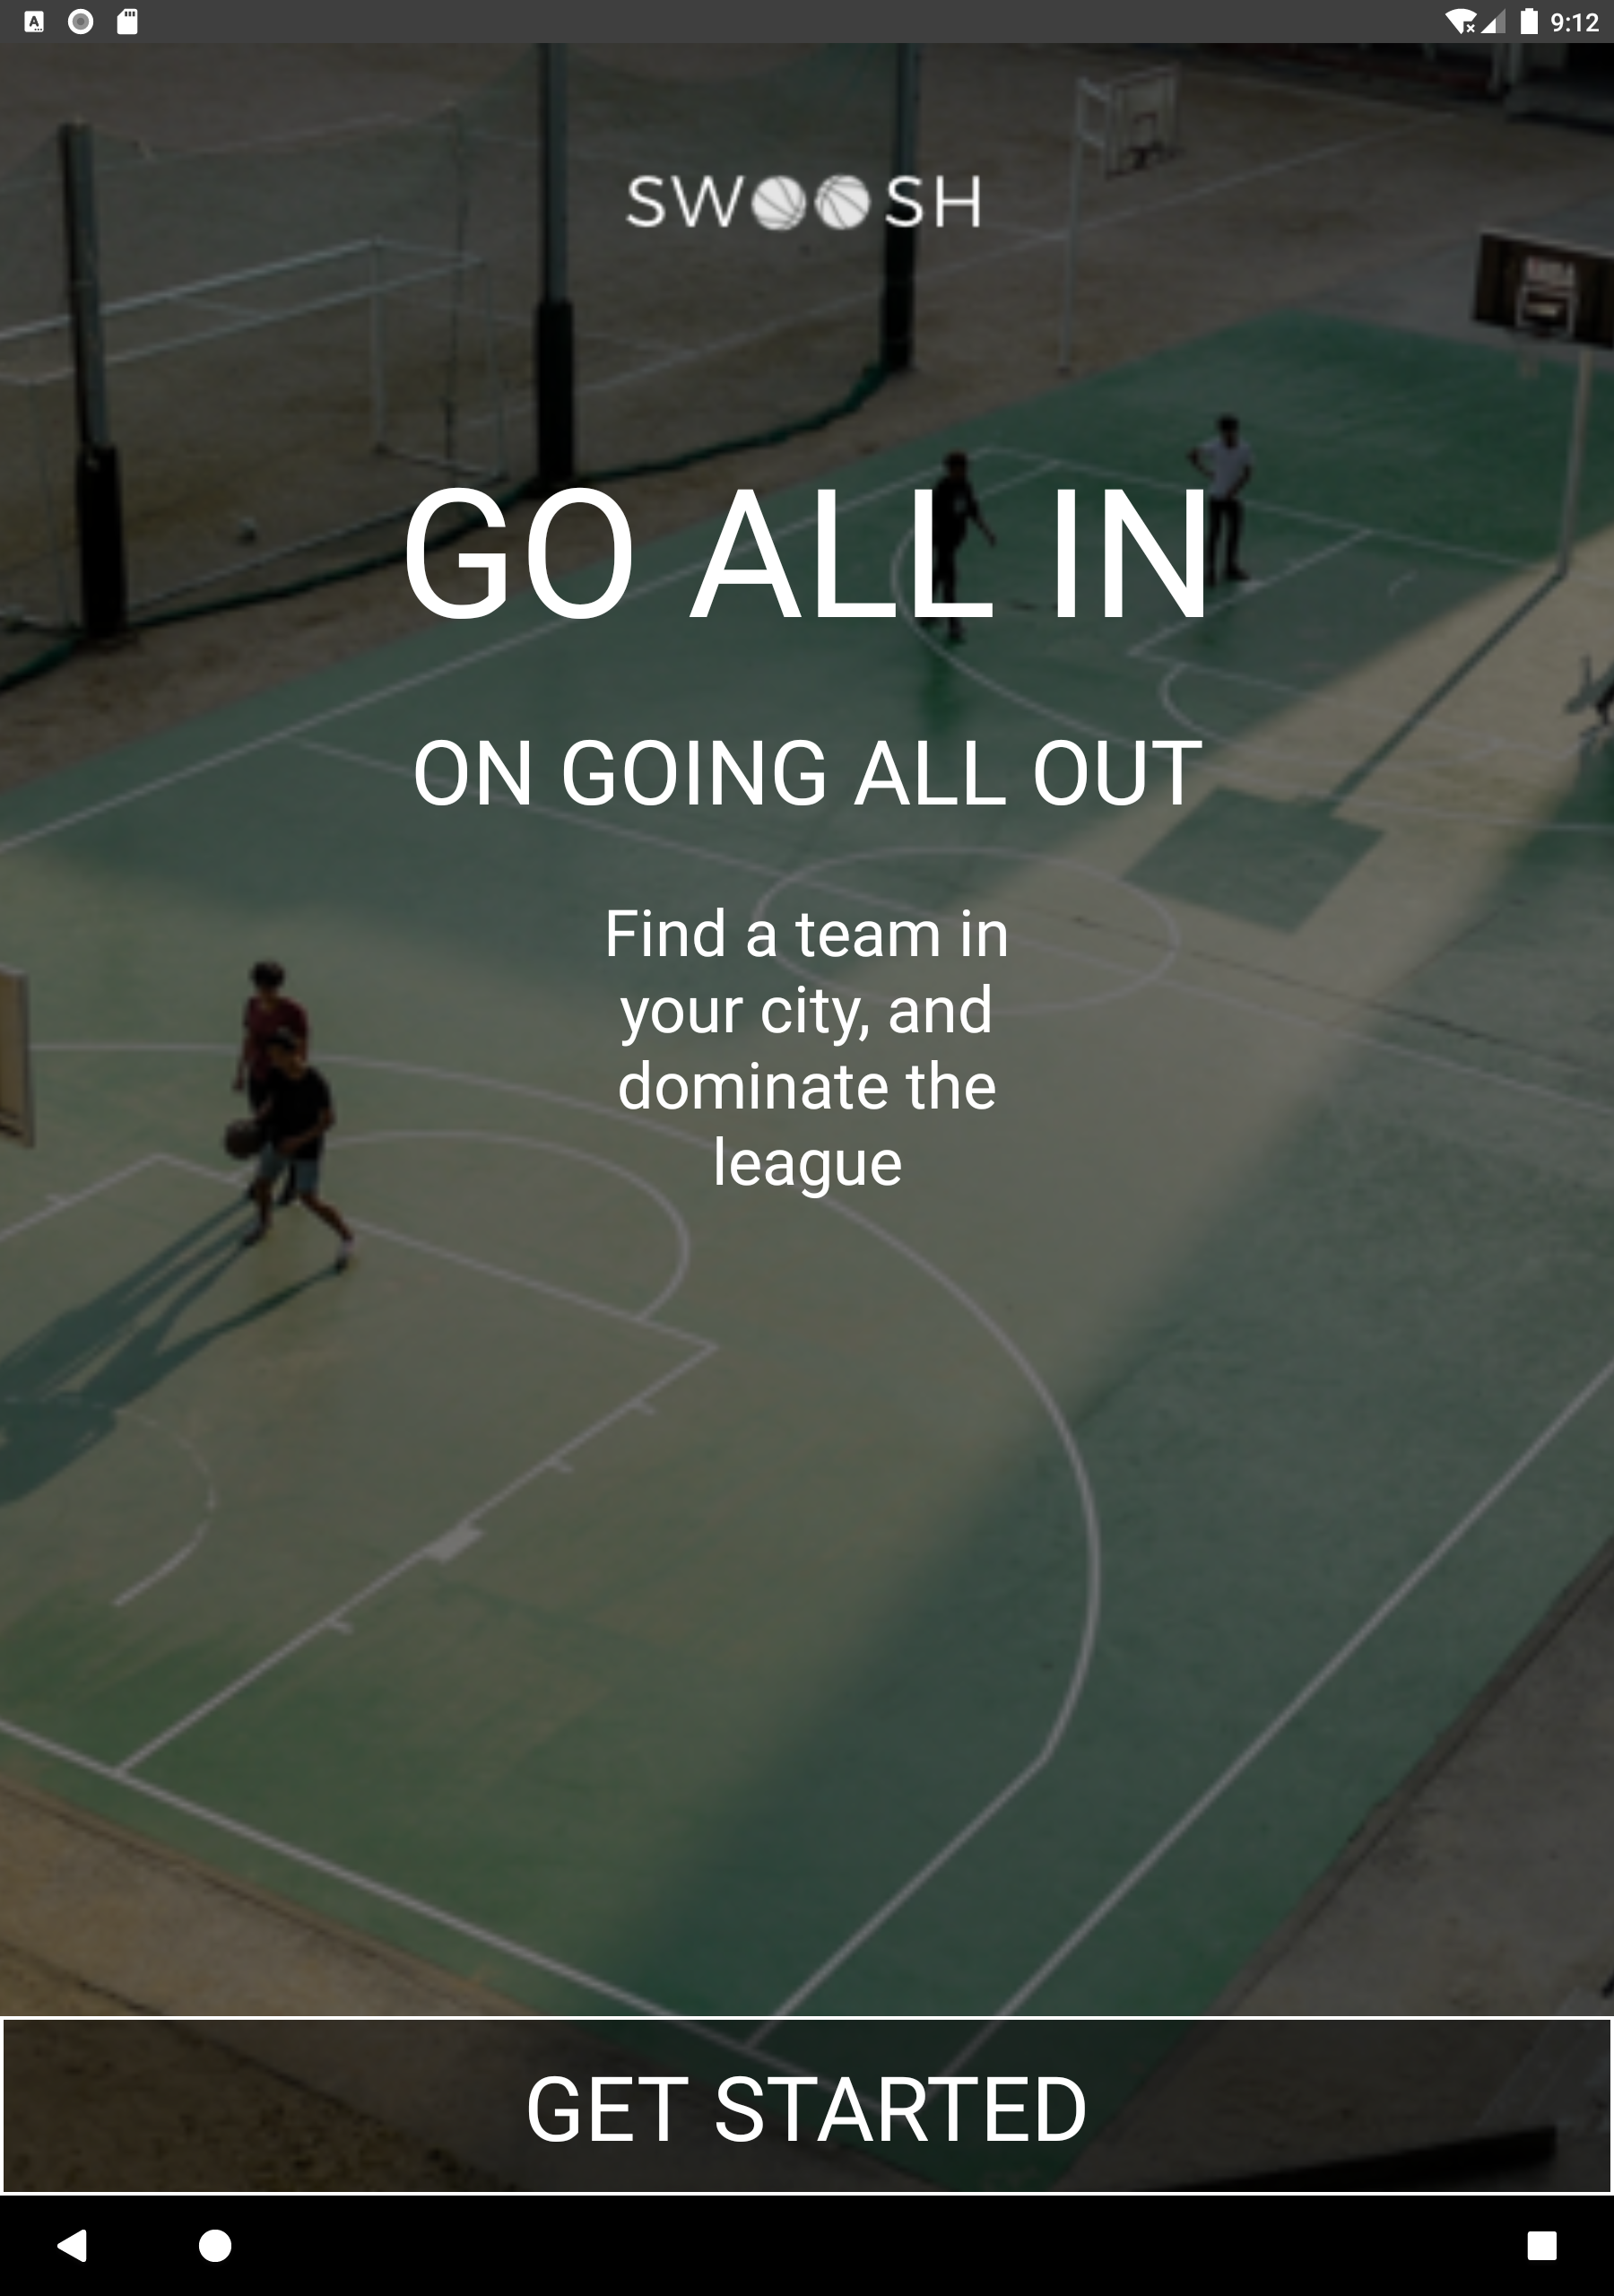 9:12
SWOOSH
GO ALL IN
ON GOING ALL OUT
Find a team in
your city, and
dominate the
league
GET STARTED